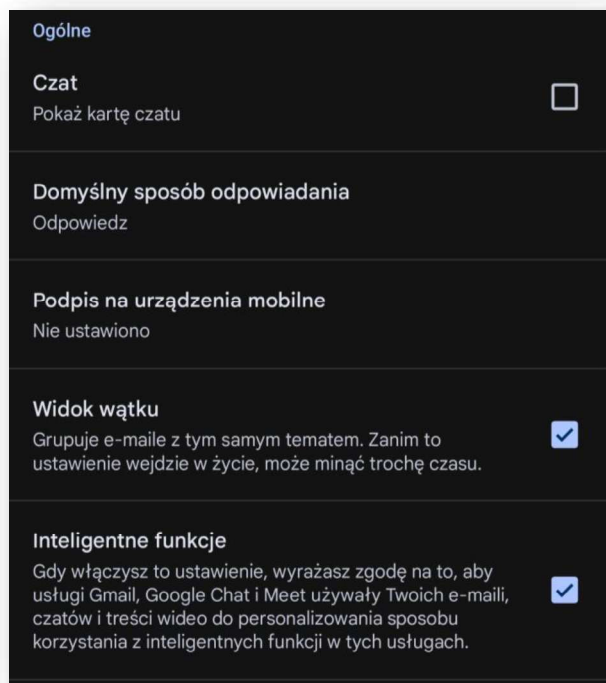 Ogólne
Czat
Pokaż kartę czatu
Domyślny sposób odpowiadania
Odpowiedz
Podpis na urządzenia mobilne
Nie ustawiono
Widok wątku
Grupuje e-maile z tym samym tematem. Zanim to
ustawienie wejdzie w życie, może minąć trochę czasu.
Inteligentne funkcje
Gdy włączysz to ustawienie, wyrażasz zgodę na to, aby
usługi Gmail, Google Chat i Meet używały Twoich e-maili,
czatów i treści wideo do personalizowania sposobu
korzystania z inteligentnych funkcji w tych usługach.